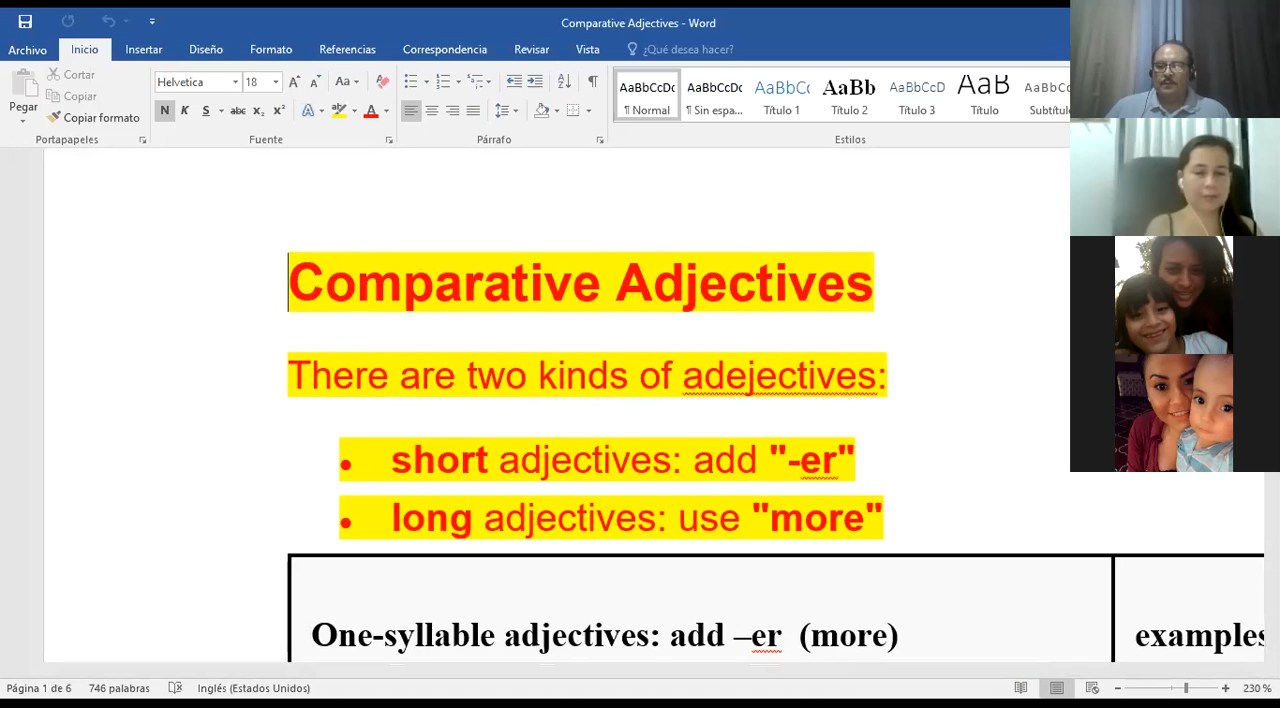 Comparative Adjectives - Word
Archivo Inicio Insertar Diseño Formato Referencias Correspondencia Revisar Vista ¿Qué desea hacer?
Pegar
Cortar
Copiar
Copiar formato
Portapapeles
Helvetica 18
Fuente
Párrafo
AaBbCcDc AaBbCcDc AaBbCc AaBb AaBbCcD AaB AaBbCc
¶ Normal ¶ Sin espa... Título 1 Título 2 Título 3 Título Subtítul
Estilos
Comparative Adjectives
There are two kinds of adejectives:
• short adjectives: add "-er"
• long adjectives: use "more"
One-syllable adjectives: add –er (more)
examples
Página 1 de 6 746 palabras Inglés (Estados Unidos) 230 %